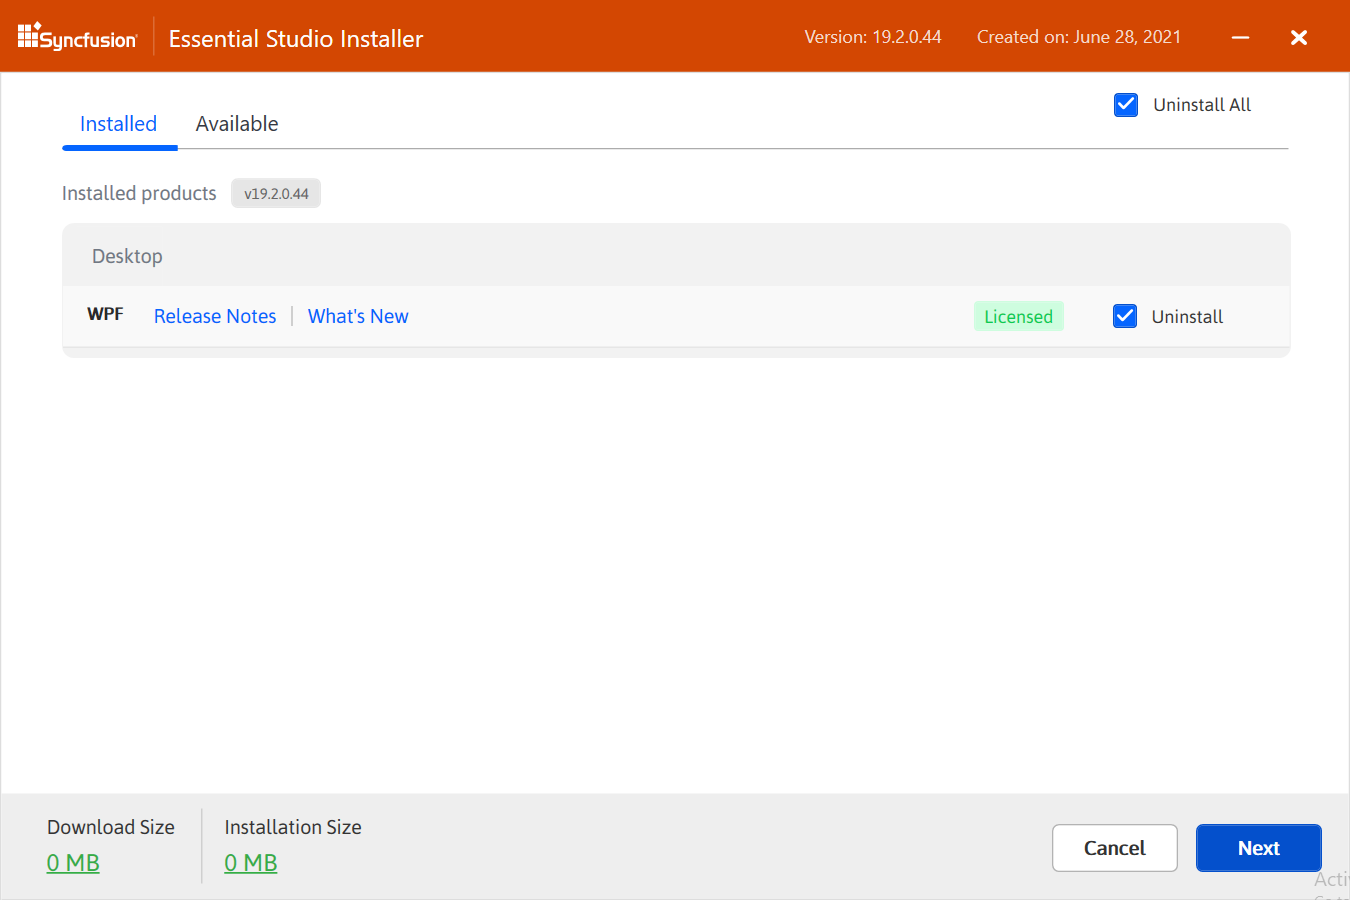 Syncfusion Essential Studio Installer Version: 19.2.0.44 Created on: June 28, 2021
Uninstall All
Installed Available
Installed products v19.2.0.44
Desktop
WPF Release Notes What's New Licensed Uninstall
Download Size Installation Size
0 MB 0 MB
Cancel Next